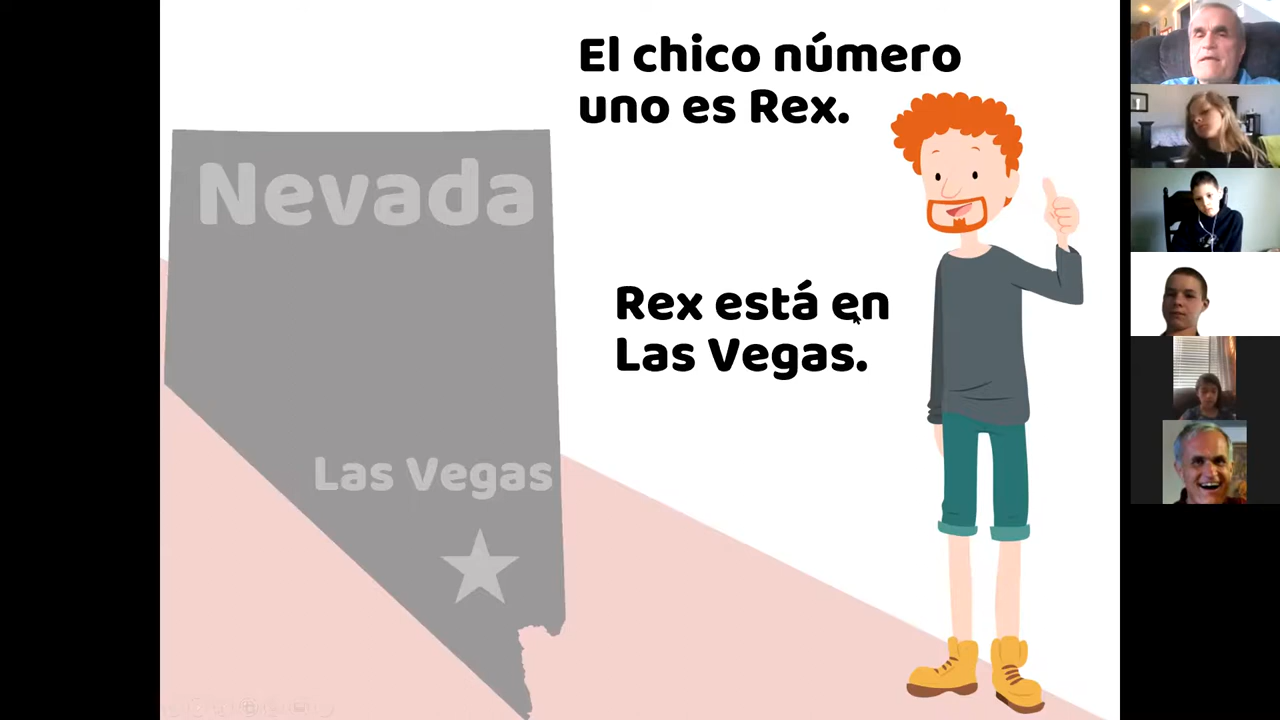 El chico número
uno es Rex.
Nevada
Rex está en
Las Vegas.
Las Vegas